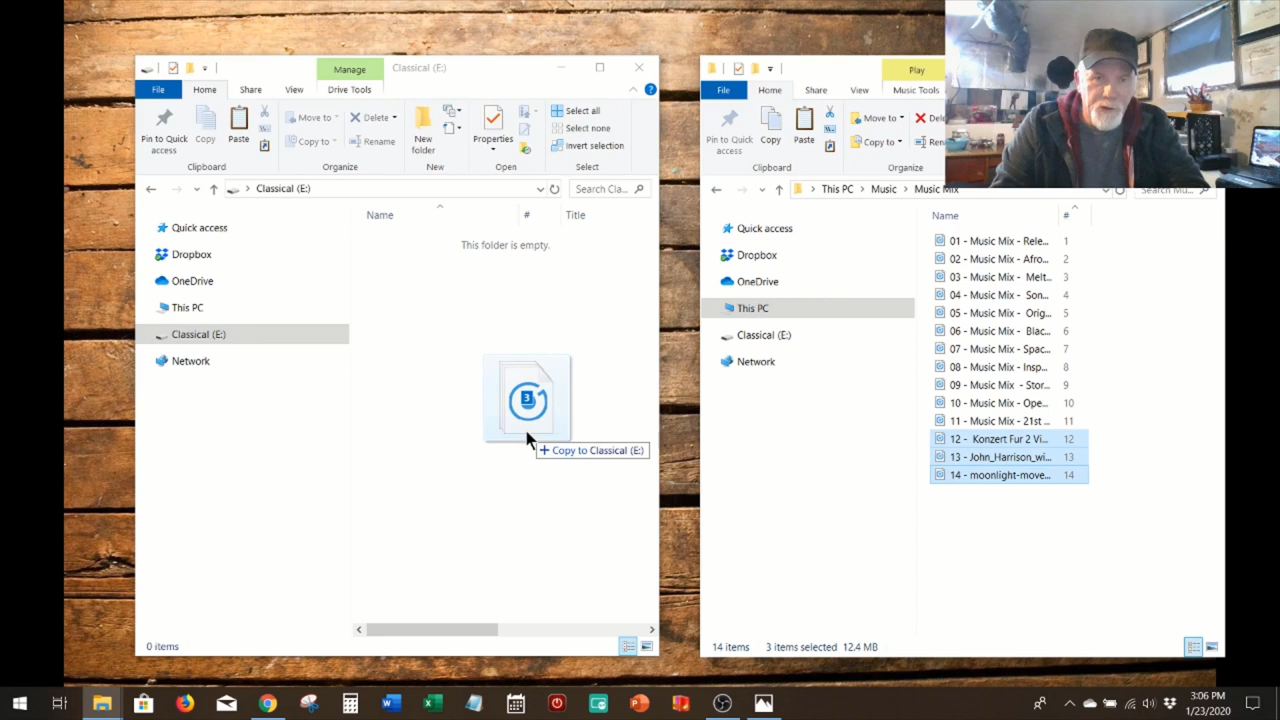 Manage
Classical (E:)
File
Home
Share
View
Drive Tools
Pin to Quick access
Copy
Paste
Clipboard
Move to
Copy to
Delete
Rename
Organize
New folder
New
Properties
Open
Select all
Select none
Invert selection
Select
Classical (E:)
Search Cla...
Quick access
Dropbox
OneDrive
This PC
Classical (E:)
Network
Name
#
Title
This folder is empty.
3
+ Copy to Classical (E:)
0 items
Play
File
Home
Share
View
Music Tools
Pin to Quick access
Copy
Paste
Clipboard
Move to
Copy to
Organize
This PC
Music
Music Mix
Quick access
Dropbox
OneDrive
This PC
Classical (E:)
Network
Name
#
01 - Music Mix - Rele... 1
02 - Music Mix - Afro... 2
03 - Music Mix - Melt... 3
04 - Music Mix - Son... 4
05 - Music Mix - Orig... 5
06 - Music Mix - Blac... 6
07 - Music Mix - Spac... 7
08 - Music Mix - Insp... 8
09 - Music Mix - Stor... 9
10 - Music Mix - Ope... 10
11 - Music Mix - 21st ... 11
12 - Konzert Fur 2 Vi... 12
13 - John_Harrison_wi... 13
14 - moonlight-move... 14
14 items
3 items selected 12.4 MB
3:06 PM
1/23/2020